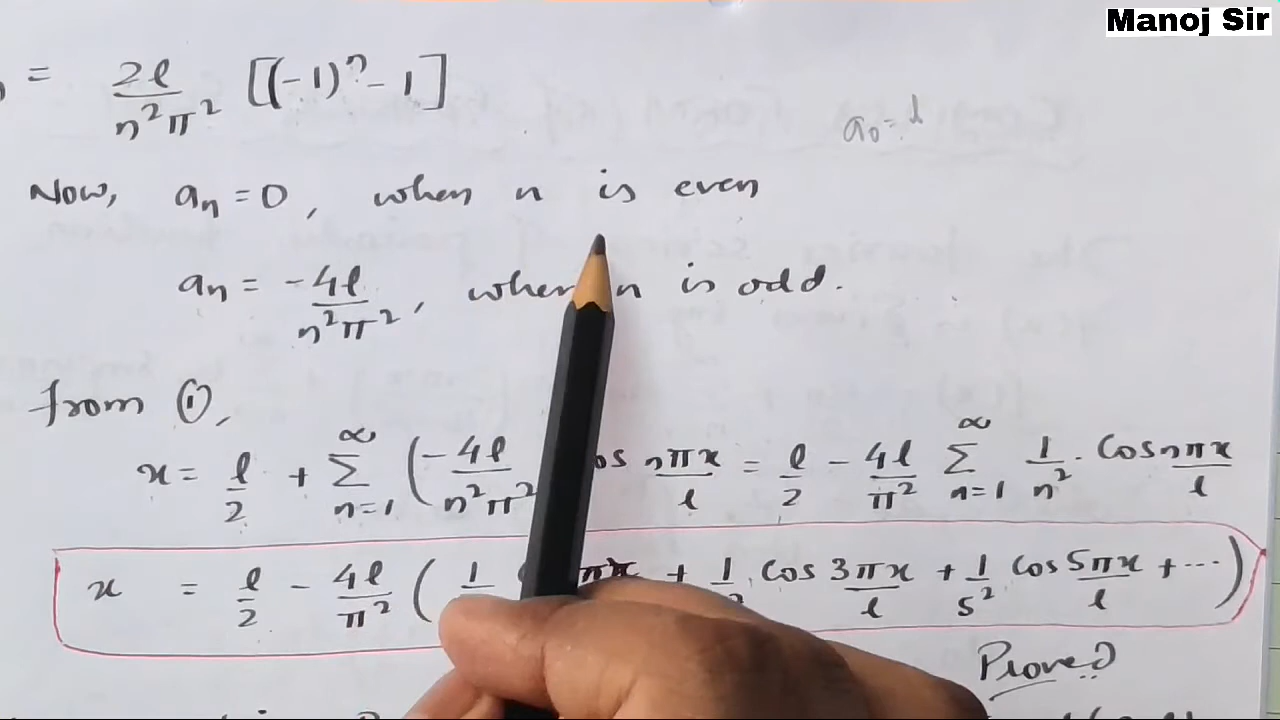 Manoj Sir
= 2l/n²π² [(-1)ⁿ - 1]
a₀ = l
Now, aₙ = 0, when n is even
aₙ = -4l/n²π², when n is odd.
from ①,
x = l/2 + ∑ₙ₌₁^∞ (-4l/n²π² cos nπx/l = l/2 - 4l/π² ∑ₙ₌₁^∞ 1/n² · cos nπx/l
x = l/2 - 4l/π² ( 1 πx + 1 cos 3πx/l + 1/5² cos 5πx/l + ... )
Proved